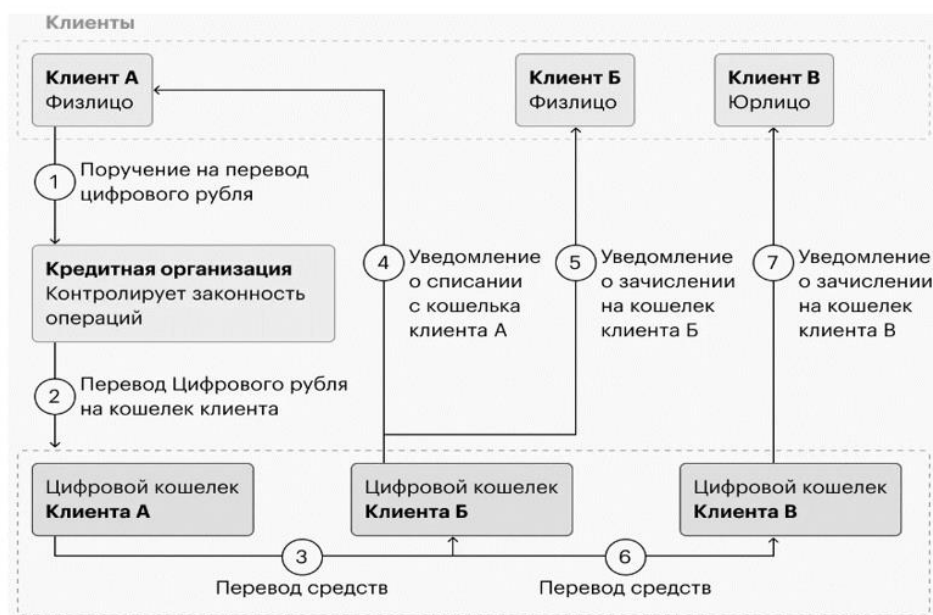 Клиенты
Клиент А
Физлицо
Клиент Б
Физлицо
Клиент В
Юрлицо
1
Поручение на перевод
цифрового рубля
Кредитная организация
Контролирует законность
операций
4
Уведомление
о списании
с кошелька
клиента А
5
Уведомление
о зачислении
на кошелек
клиента Б
7
Уведомление
о зачислении
на кошелек
клиента В
2
Перевод Цифрового рубля
на кошелек клиента
Цифровой кошелек
Клиента А
Цифровой кошелек
Клиента Б
Цифровой кошелек
Клиента В
3
Перевод средств
6
Перевод средств